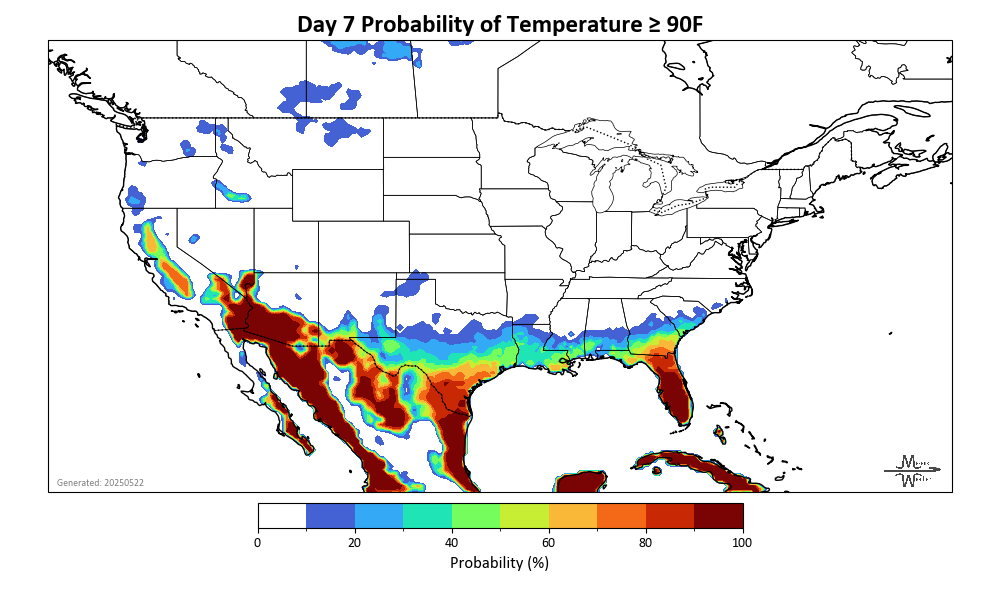 Day 7 Probability of Temperature ≥ 90F
Generated: 20250522
0 20 40 60 80 100
Probability (%)